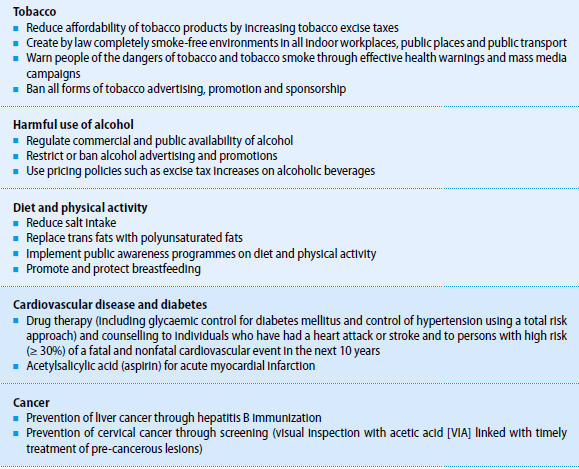 Tobacco
■ Reduce affordability of tobacco products by increasing tobacco excise taxes
■ Create by law completely smoke-free environments in all indoor workplaces, public places and public transport
■ Warn people of the dangers of tobacco and tobacco smoke through effective health warnings and mass media
campaigns
■ Ban all forms of tobacco advertising, promotion and sponsorship
Harmful use of alcohol
■ Regulate commercial and public availability of alcohol
■ Restrict or ban alcohol advertising and promotions
■ Use pricing policies such as excise tax increases on alcoholic beverages
Diet and physical activity
■ Reduce salt intake
■ Replace trans fats with polyunsaturated fats
■ Implement public awareness programmes on diet and physical activity
■ Promote and protect breastfeeding
Cardiovascular disease and diabetes
■ Drug therapy (including glycaemic control for diabetes mellitus and control of hypertension using a total risk
approach) and counselling to individuals who have had a heart attack or stroke and to persons with high risk
(≥ 30%) of a fatal and nonfatal cardiovascular event in the next 10 years
■ Acetylsalicylic acid (aspirin) for acute myocardial infarction
Cancer
■ Prevention of liver cancer through hepatitis B immunization
■ Prevention of cervical cancer through screening (visual inspection with acetic acid [VIA] linked with timely
treatment of pre-cancerous lesions)